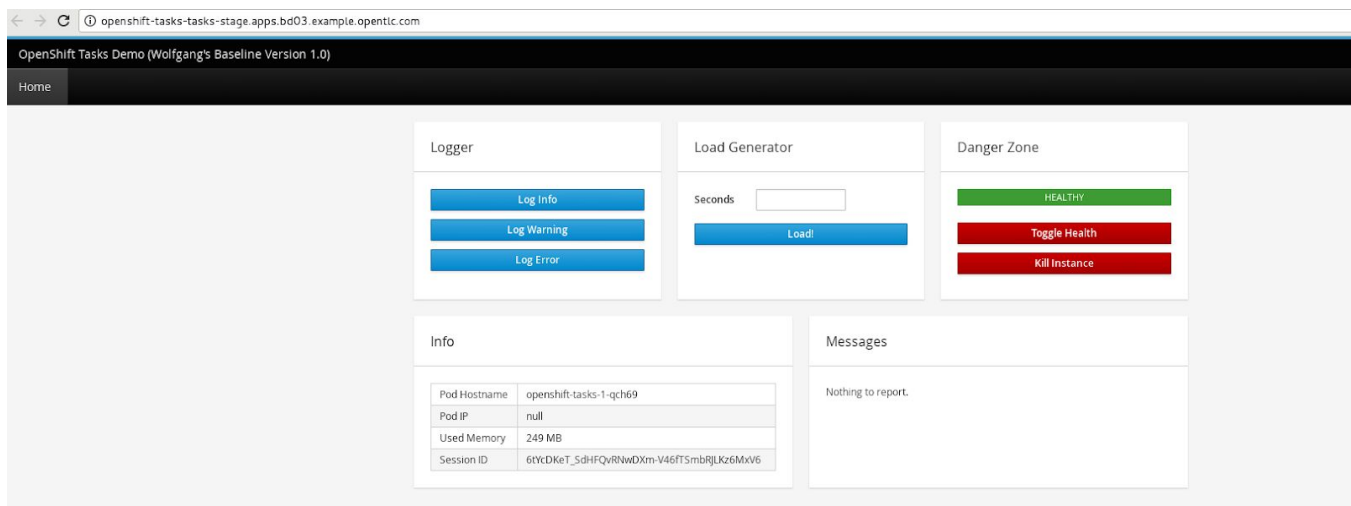 openshift-tasks-tasks-stage.apps.bd03.example.opentlc.com
OpenShift Tasks Demo (Wolfgang's Baseline Version 1.0)
Home
Logger
Log Info
Log Warning
Log Error
Load Generator
Seconds
Load!
Danger Zone
HEALTHY
Toggle Health
Kill Instance
Info
Pod Hostname openshift-tasks-1-qch69
Pod IP null
Used Memory 249 MB
Session ID 6tYcDKeT_SdHFQvRNwDXm-V46fTSmbRJLKz6MxV6
Messages
Nothing to report.